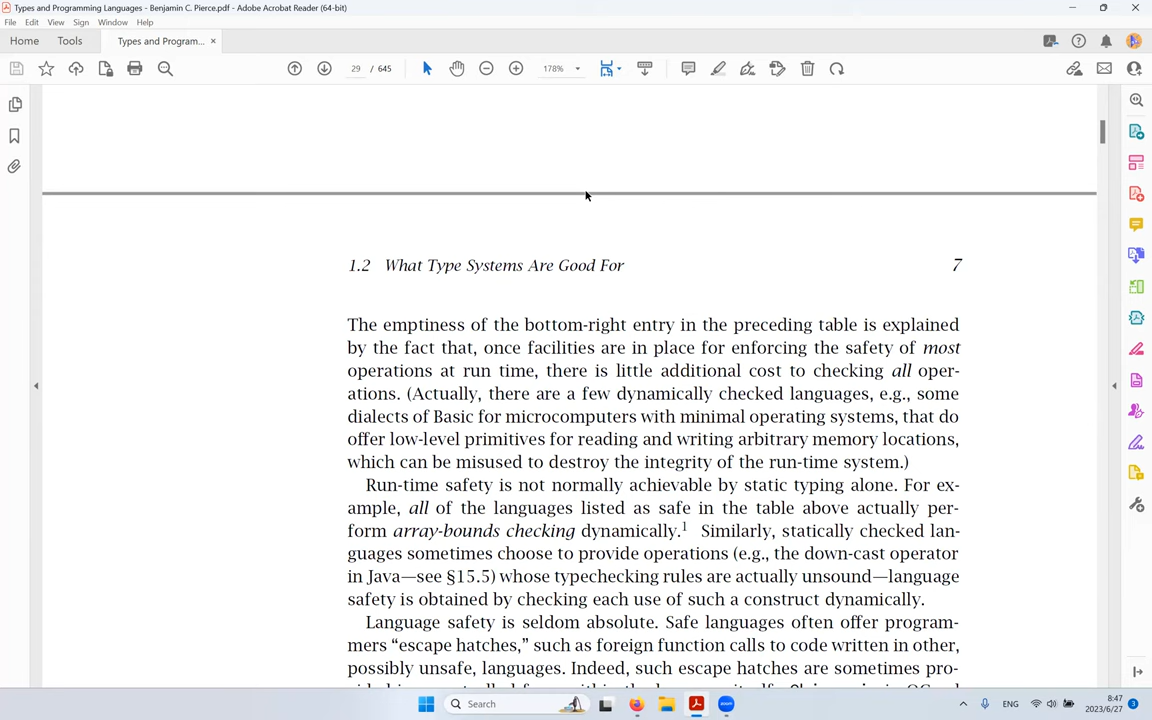 Types and Programming Languages - Benjamin C. Pierce.pdf - Adobe Acrobat Reader (64-bit)
File Edit View Sign Window Help
Home Tools Types and Program... ×
29 / 645 178%
1.2 What Type Systems Are Good For 7
The emptiness of the bottom-right entry in the preceding table is explained
by the fact that, once facilities are in place for enforcing the safety of most
operations at run time, there is little additional cost to checking all oper-
ations. (Actually, there are a few dynamically checked languages, e.g., some
dialects of Basic for microcomputers with minimal operating systems, that do
offer low-level primitives for reading and writing arbitrary memory locations,
which can be misused to destroy the integrity of the run-time system.)
Run-time safety is not normally achievable by static typing alone. For ex-
ample, all of the languages listed as safe in the table above actually per-
form array-bounds checking dynamically.1 Similarly, statically checked lan-
guages sometimes choose to provide operations (e.g., the down-cast operator
in Java—see §15.5) whose typechecking rules are actually unsound—language
safety is obtained by checking each use of such a construct dynamically.
Language safety is seldom absolute. Safe languages often offer program-
mers “escape hatches,” such as foreign function calls to code written in other,
possibly unsafe, languages. Indeed, such escape hatches are sometimes pro-
Search
ENG
8:47
2023/6/27
3